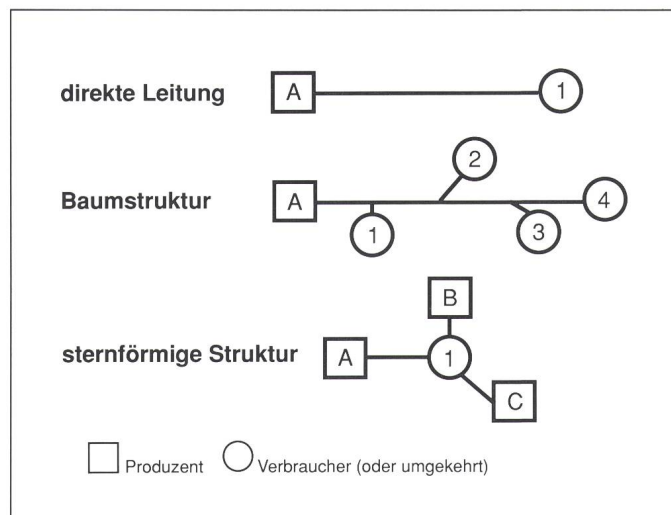 direkte Leitung A 1
2
Baumstruktur A 4
1 3
B
sternförmige Struktur A 1
C
Produzent Verbraucher (oder umgekehrt)